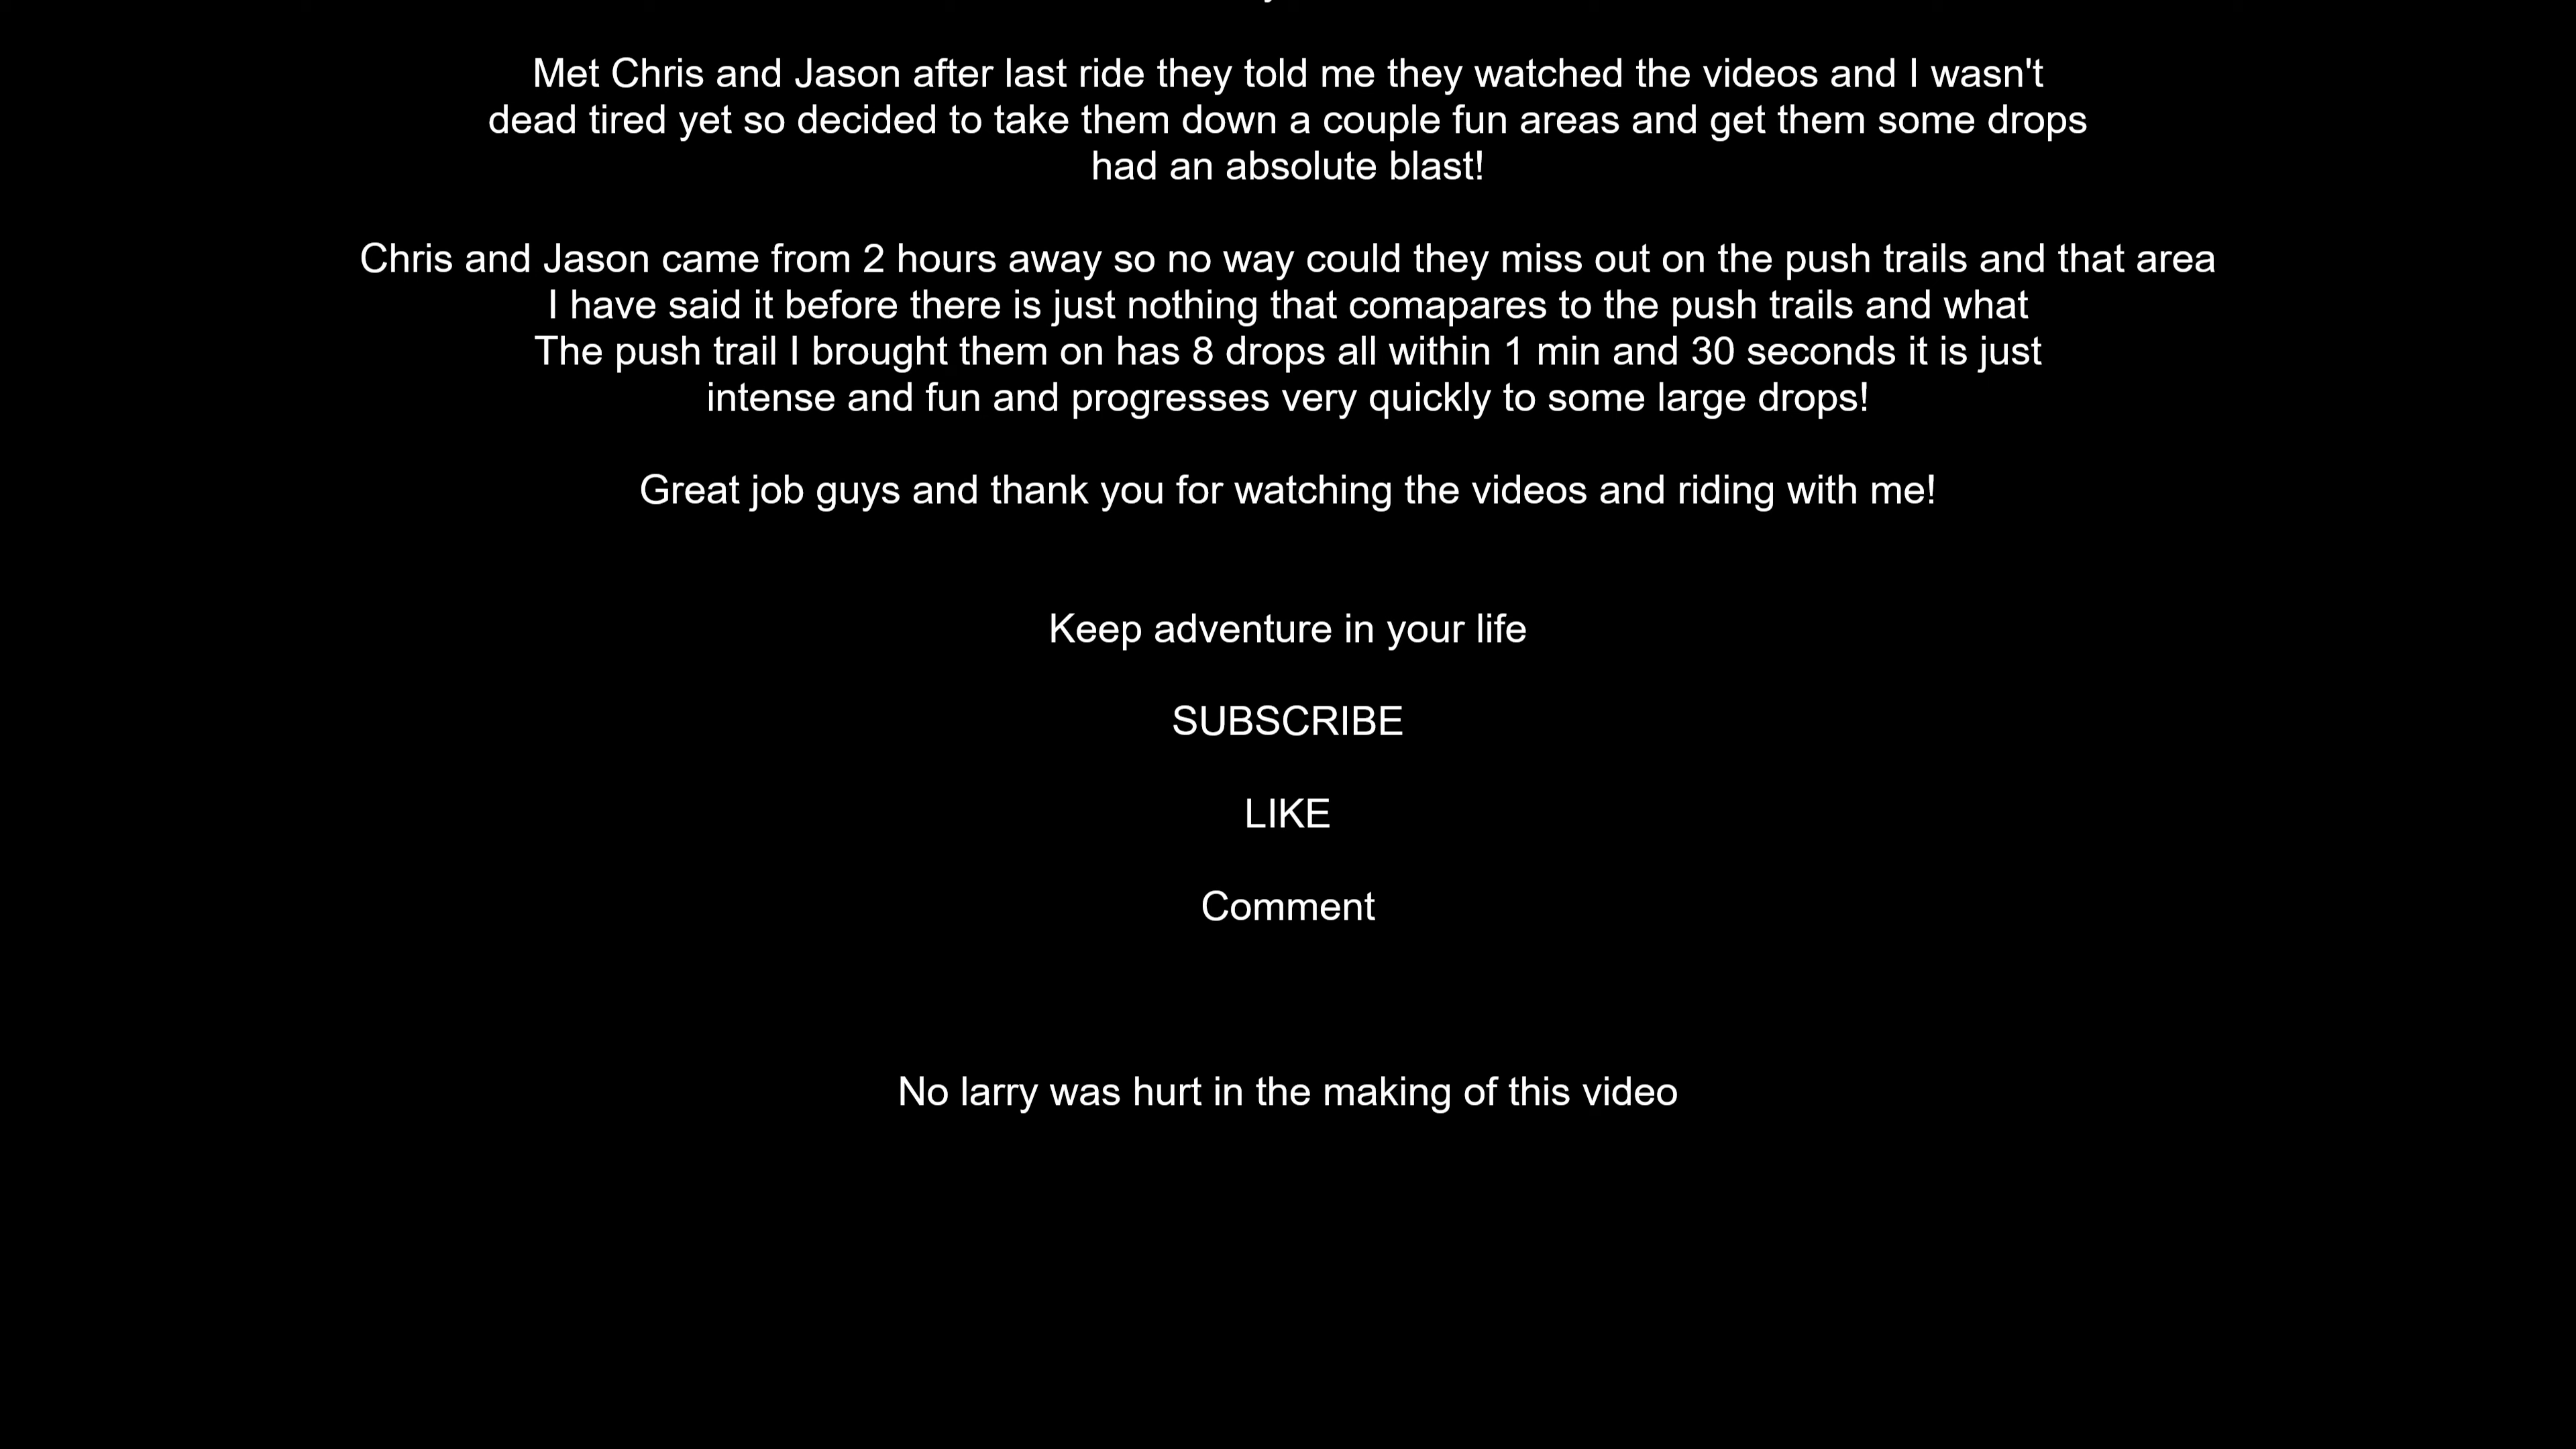 Met Chris and Jason after last ride they told me they watched the videos and I wasn't
dead tired yet so decided to take them down a couple fun areas and get them some drops
had an absolute blast!
Chris and Jason came from 2 hours away so no way could they miss out on the push trails and that area
I have said it before there is just nothing that comapares to the push trails and what
The push trail I brought them on has 8 drops all within 1 min and 30 seconds it is just
intense and fun and progresses very quickly to some large drops!
Great job guys and thank you for watching the videos and riding with me!
Keep adventure in your life
SUBSCRIBE
LIKE
Comment
No larry was hurt in the making of this video